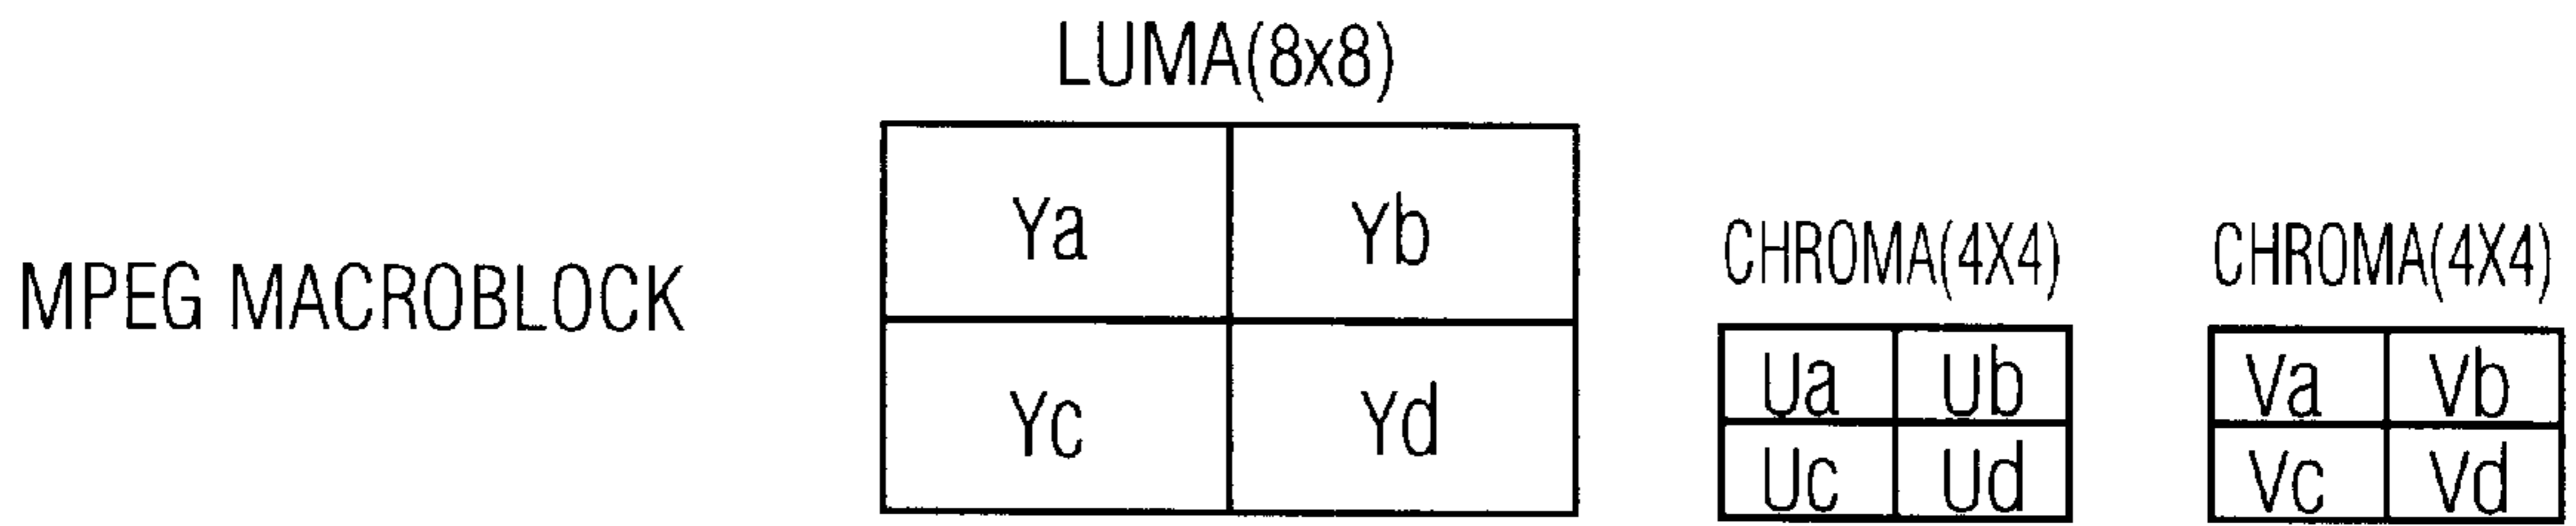 LUMA(8x8)
Ya Yb
CHROMA(4X4) CHROMA(4X4)
MPEG MACROBLOCK
Ua Ub Va Vb
Yc Yd
Uc Ud Vc Vd